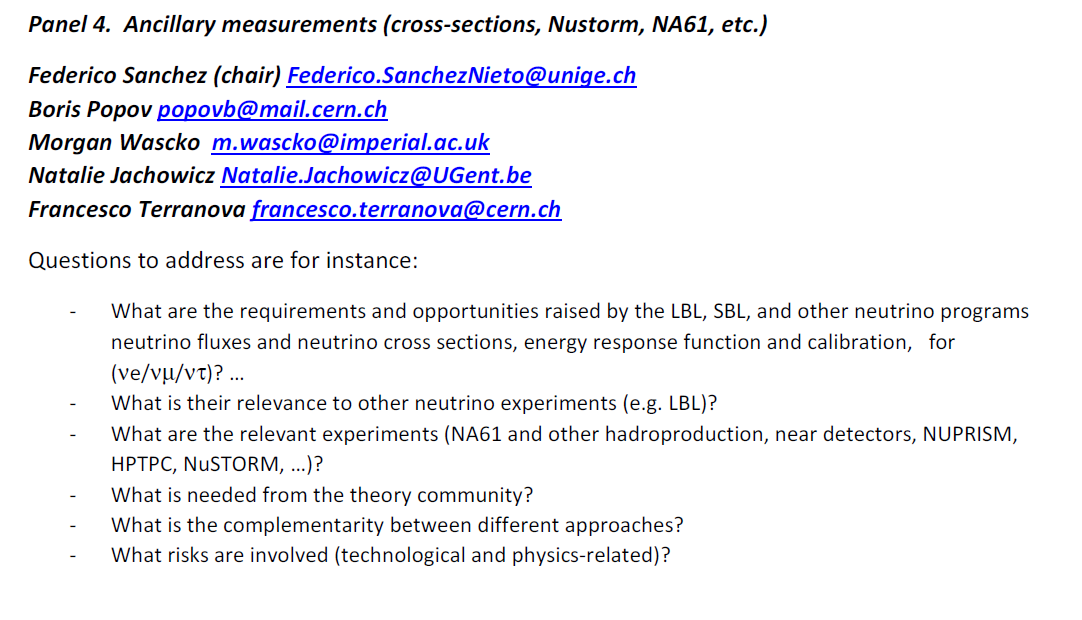 Panel 4.  Ancillary measurements (cross-sections, Nustorm, NA61, etc.)
Federico Sanchez (chair) Federico.SanchezNieto@unige.ch
Boris Popov popovb@mail.cern.ch
Morgan Wascko  m.wascko@imperial.ac.uk
Natalie Jachowicz Natalie.Jachowicz@UGent.be
Francesco Terranova francesco.terranova@cern.ch
Questions to address are for instance:
- What are the requirements and opportunities raised by the LBL, SBL, and other neutrino programs
neutrino fluxes and neutrino cross sections, energy response function and calibration,   for
(νe/νμ/ντ)? ...
- What is their relevance to other neutrino experiments (e.g. LBL)?
- What are the relevant experiments (NA61 and other hadroproduction, near detectors, NUPRISM,
HPTPC, NuSTORM, ...)?
- What is needed from the theory community?
- What is the complementarity between different approaches?
- What risks are involved (technological and physics-related)?